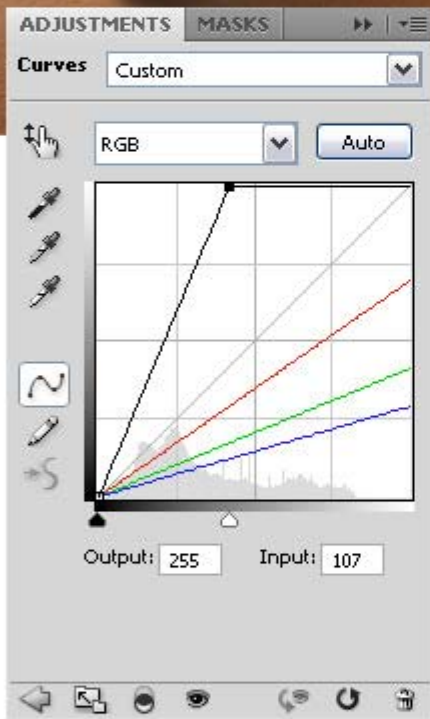 ADJUSTMENTS MASKS
Curves Custom
RGB Auto
Output: 255 Input: 107